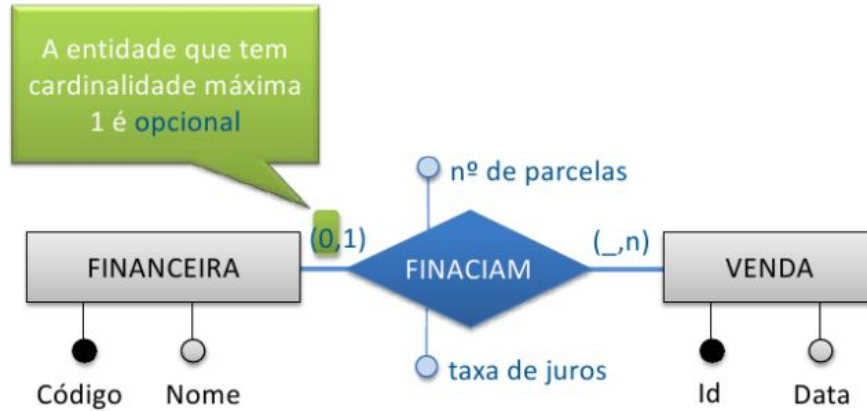 A entidade que tem
cardinalidade máxima
1 é opcional
nº de parcelas
(0,1)
(_,n)
FINANCEIRA
FINACIAM
VENDA
taxa de juros
Código
Nome
Id
Data